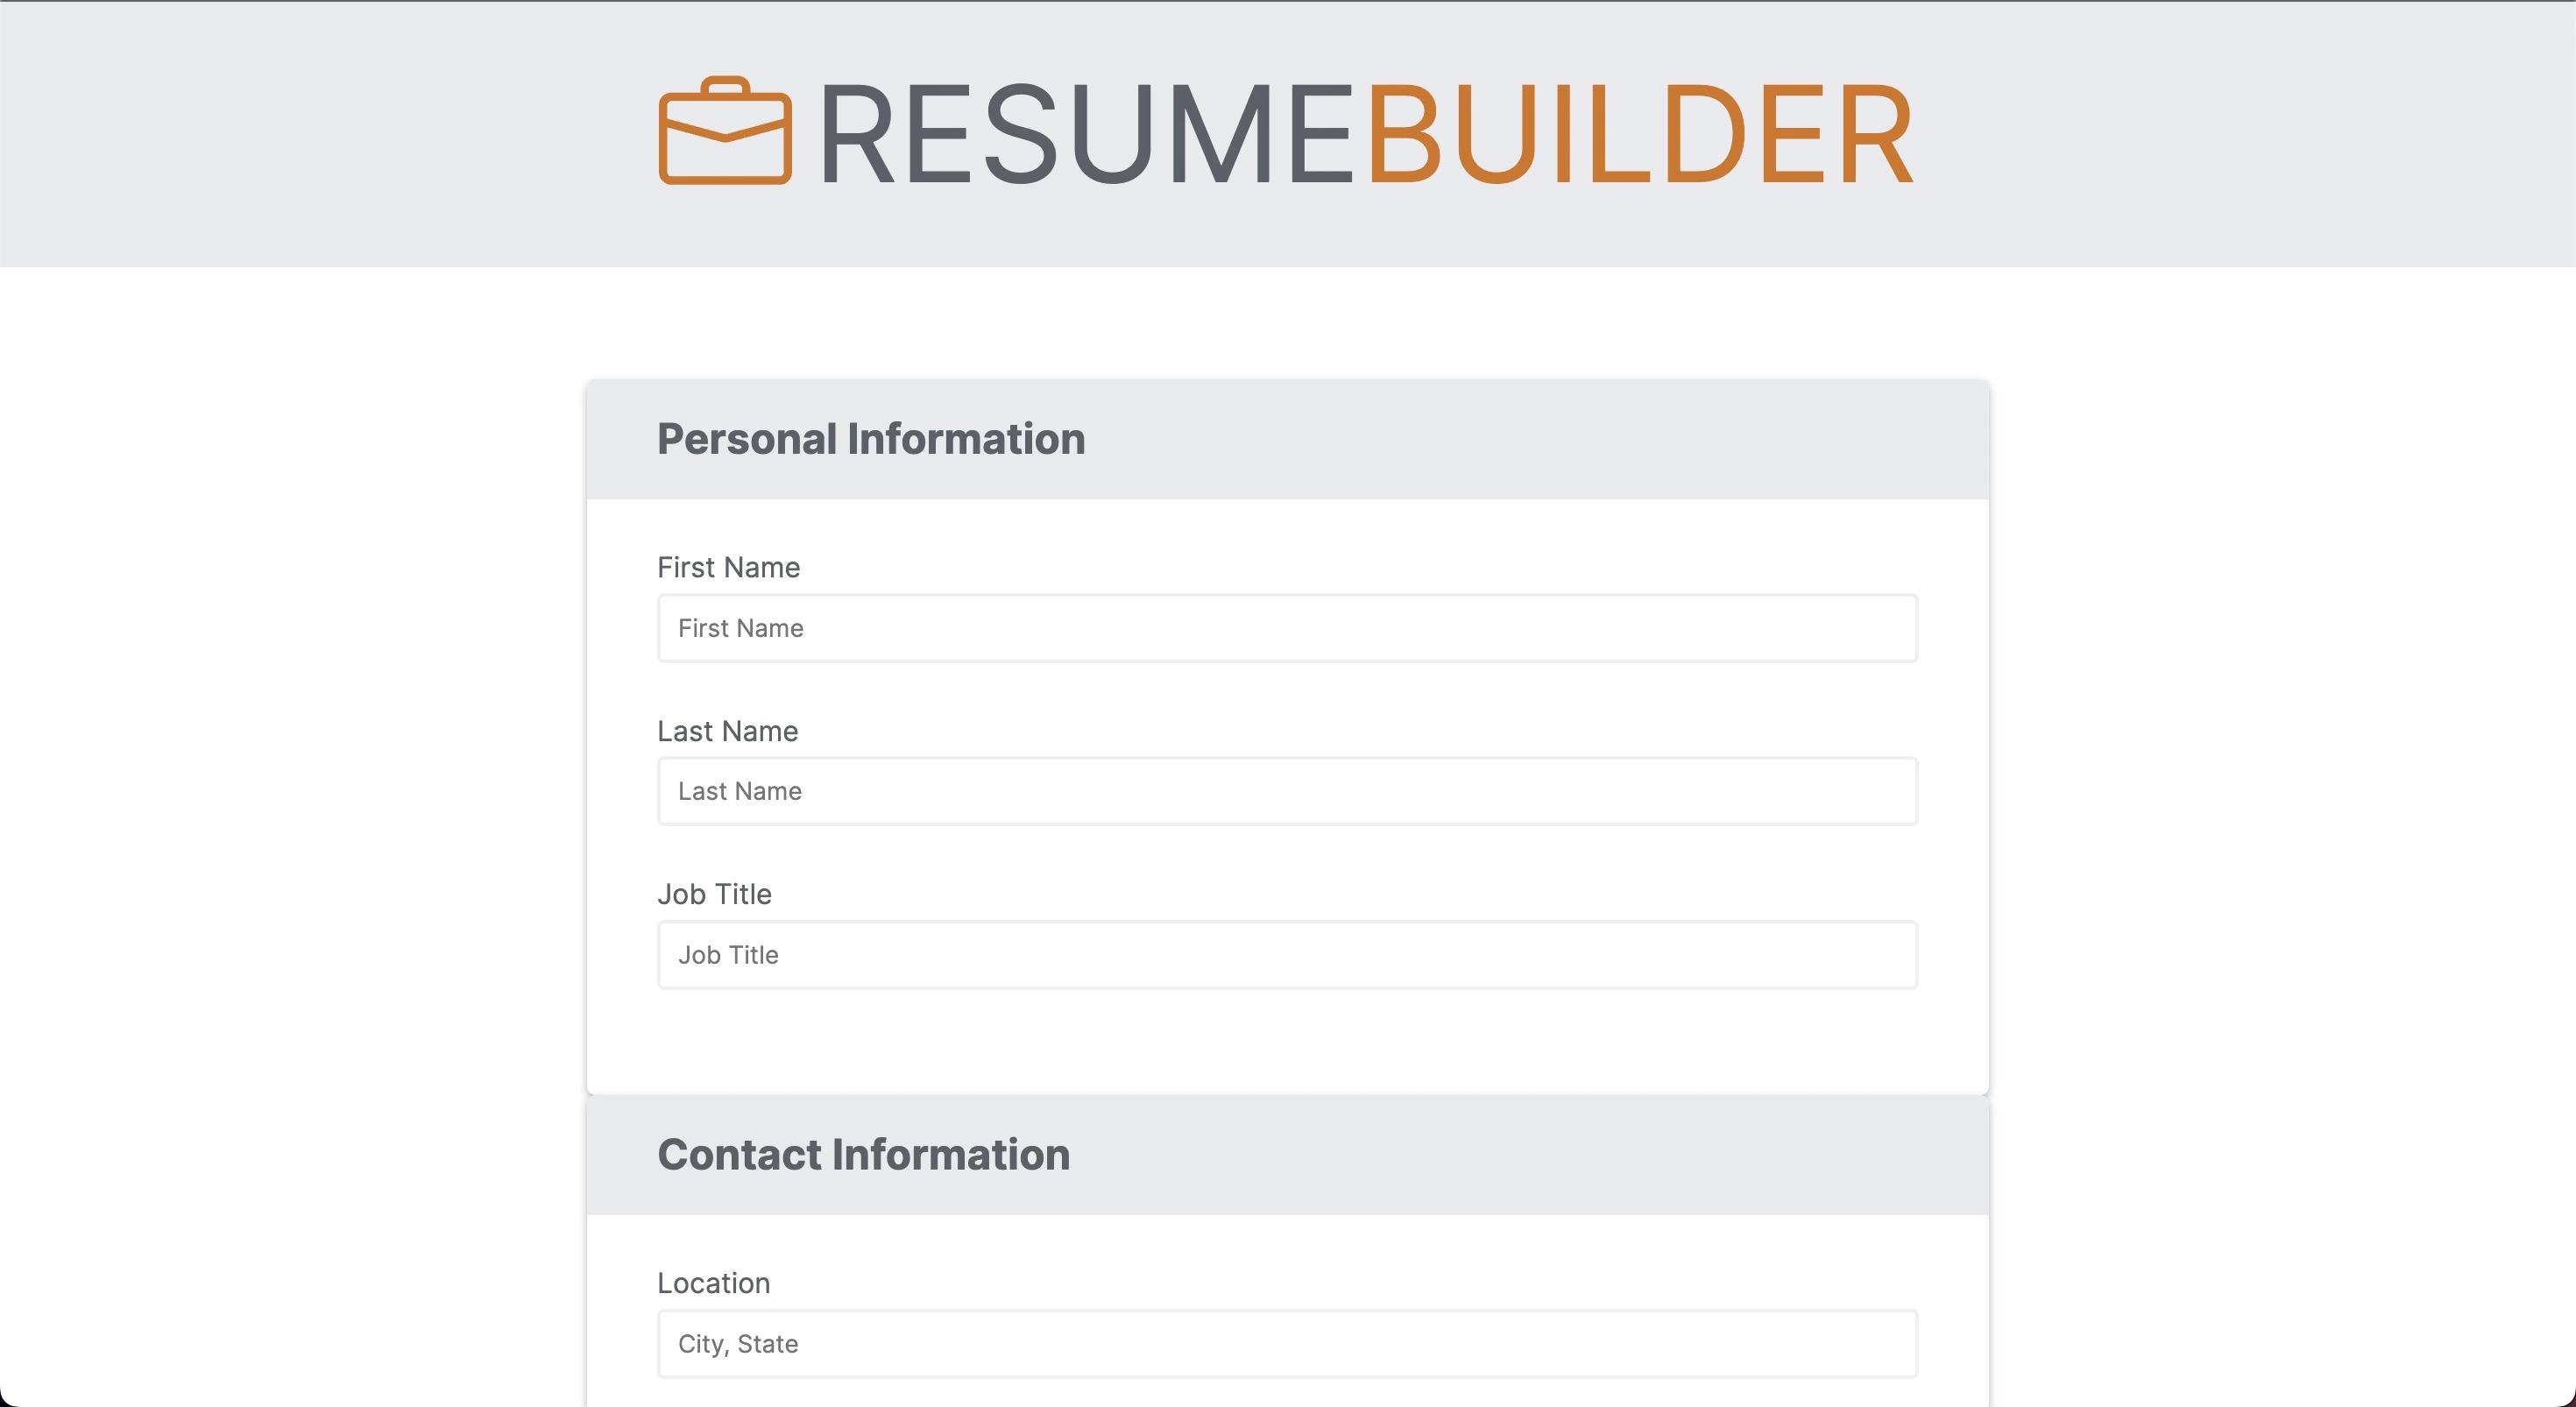 RESUMEBUILDER
Personal Information
First Name
First Name
Last Name
Last Name
Job Title
Job Title
Contact Information
Location
City, State